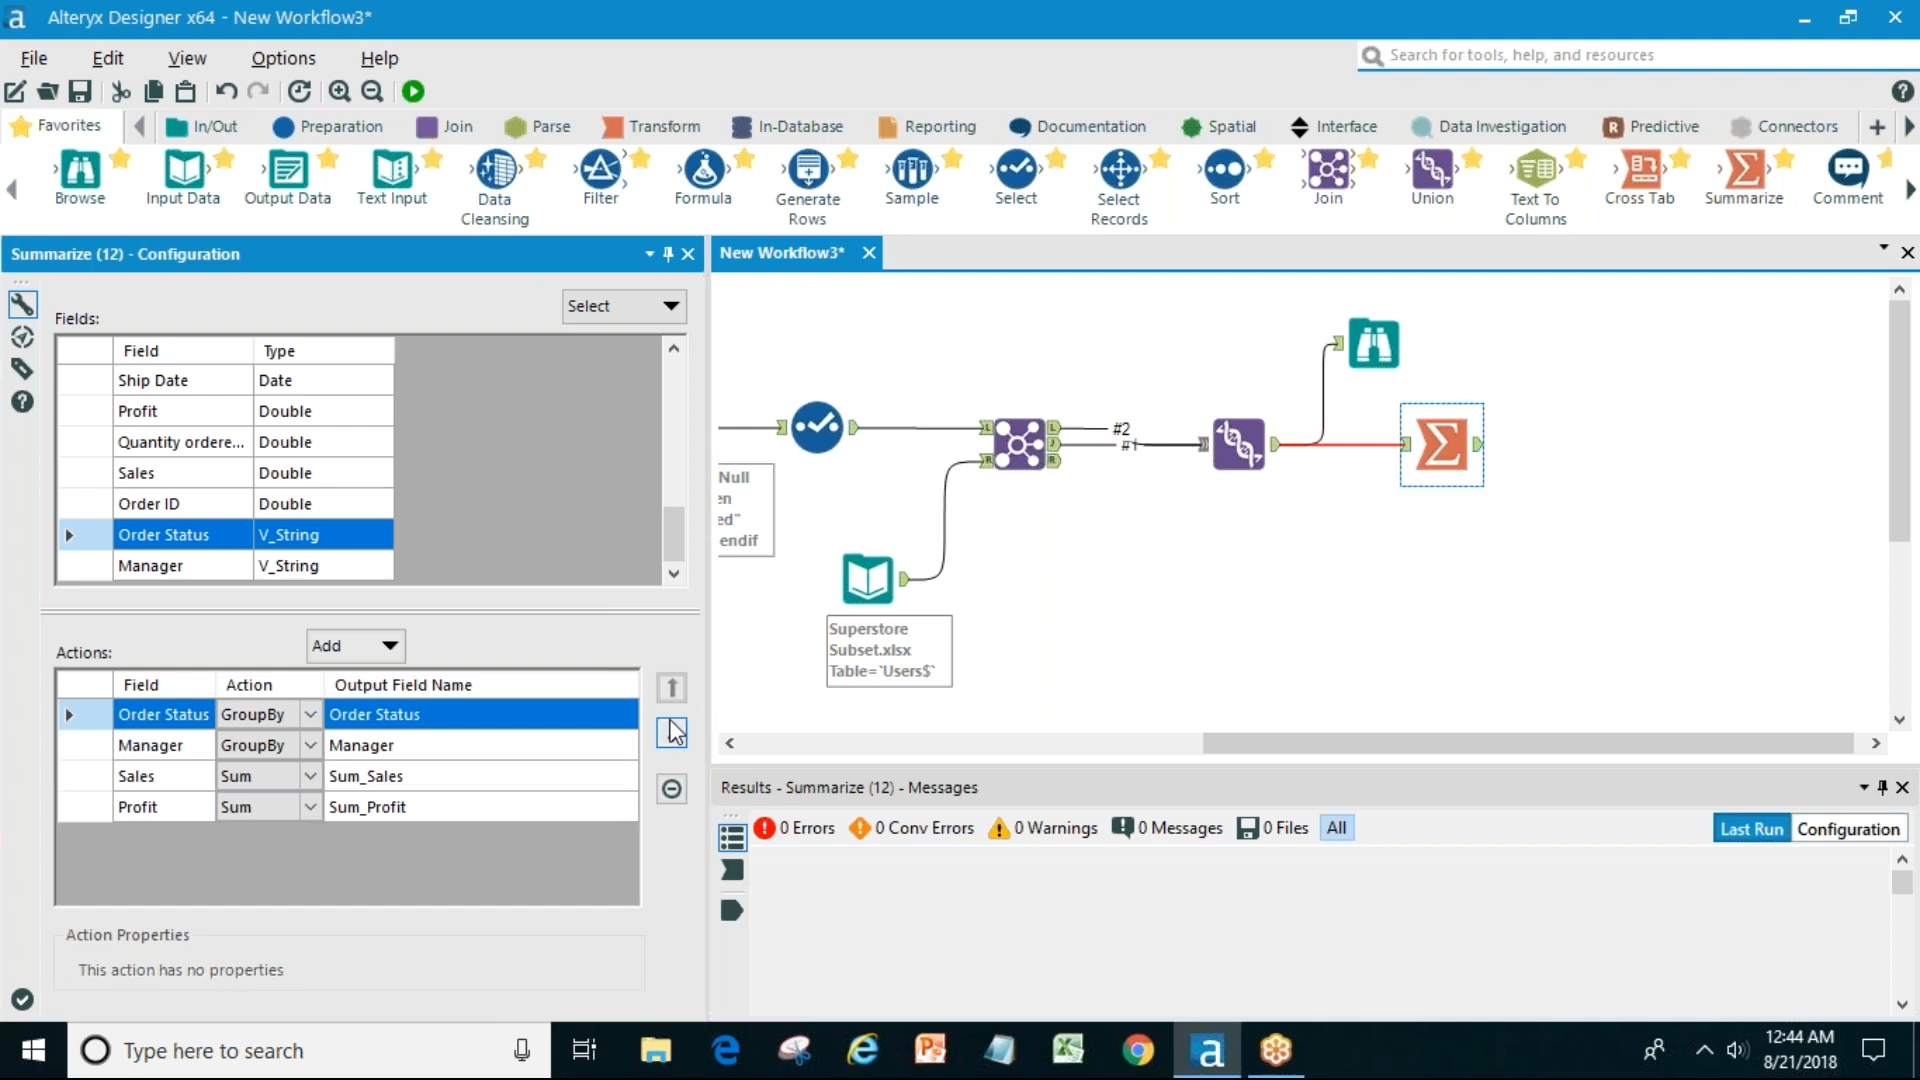 Alteryx Designer x64 - New Workflow3*
File Edit View Options Help
Search for tools, help, and resources
Favorites In/Out Preparation Join Parse Transform In-Database Reporting Documentation Spatial Interface Data Investigation Predictive Connectors
Browse Input Data Output Data Text Input Data Cleansing Filter Formula Generate Rows Sample Select Select Records Sort Join Union Text To Columns Cross Tab Summarize Comment
Summarize (12) - Configuration
New Workflow3*
Fields:
Select
Field Type
Ship Date Date
Profit Double
Quantity ordere... Double
Sales Double
Order ID Double
Order Status V_String
Manager V_String
Actions:
Add
Field Action Output Field Name
Order Status GroupBy Order Status
Manager GroupBy Manager
Sales Sum Sum_Sales
Profit Sum Sum_Profit
Action Properties
This action has no properties
#2
#1
L
R
L
J
R
Null
en
ed"
endif
Superstore
Subset.xlsx
Table=`Users$`
Results - Summarize (12) - Messages
0 Errors 0 Conv Errors 0 Warnings 0 Messages 0 Files All
Last Run Configuration
Type here to search
12:44 AM
8/21/2018